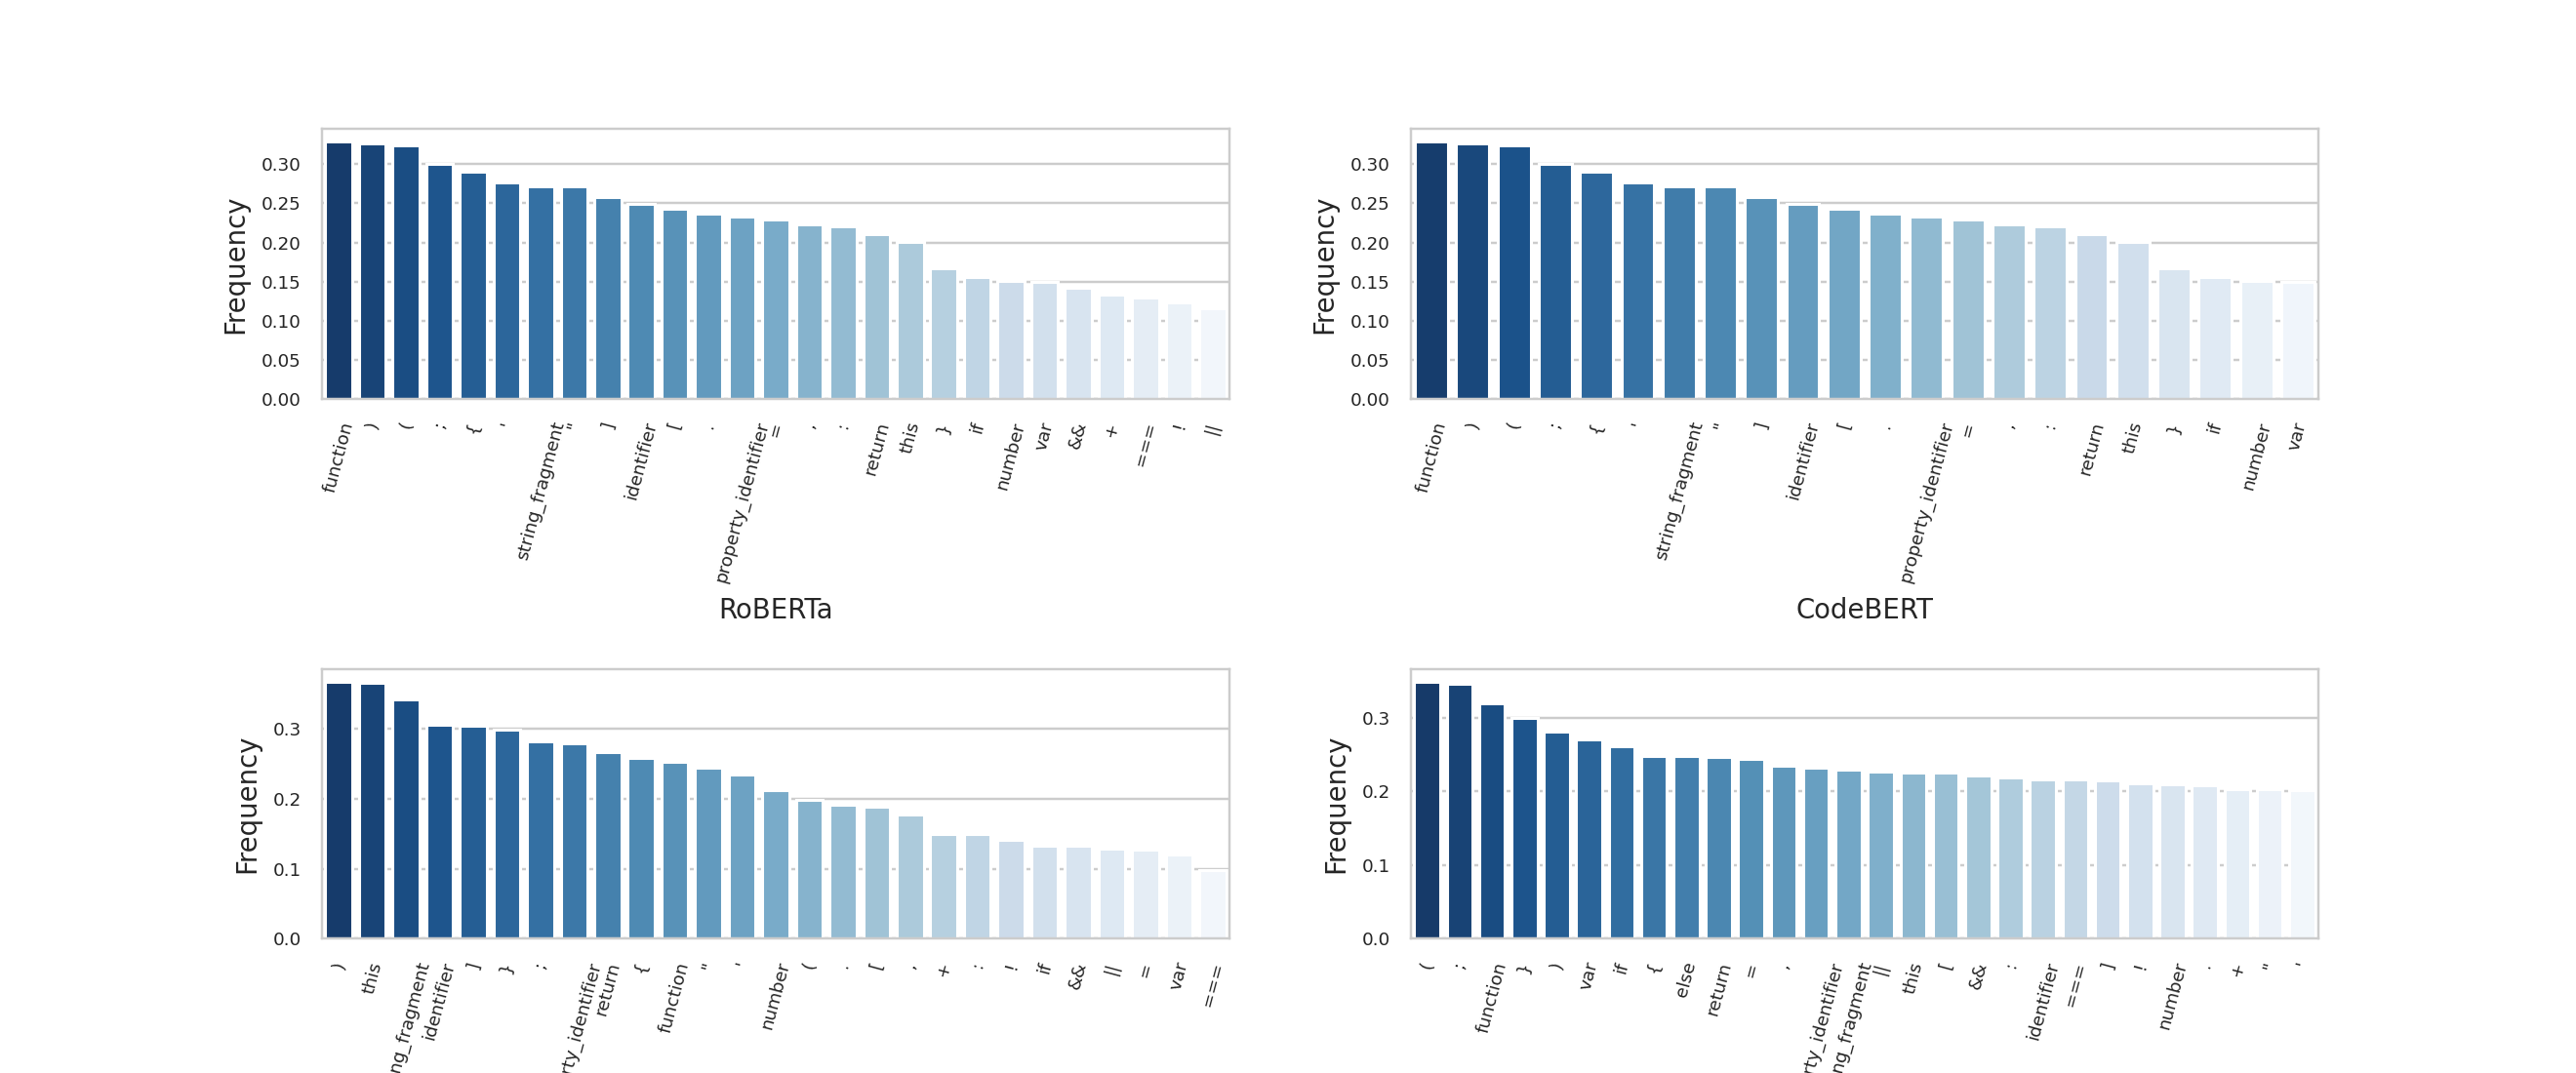 Frequency
0.30
0.25
0.20
0.15
0.10
0.05
0.00
function ) ( ; { ' string_fragment " ] identifier [ . property_identifier = , : return this } if number var && + === ! ||
RoBERTa
Frequency
0.30
0.25
0.20
0.15
0.10
0.05
0.00
function ) ( ; { ' string_fragment " ] identifier [ . property_identifier = , : return this } if number var
CodeBERT
Frequency
0.3
0.2
0.1
0.0
) this ng_fragment identifier ] } ; rty_identifier return { function " ' number ( . [ , + : ! if && || = var ===
Frequency
0.3
0.2
0.1
0.0
( ; function } ) var if { else return = , rty_identifier ng_fragment || this [ && : identifier === ] ! number . + " '